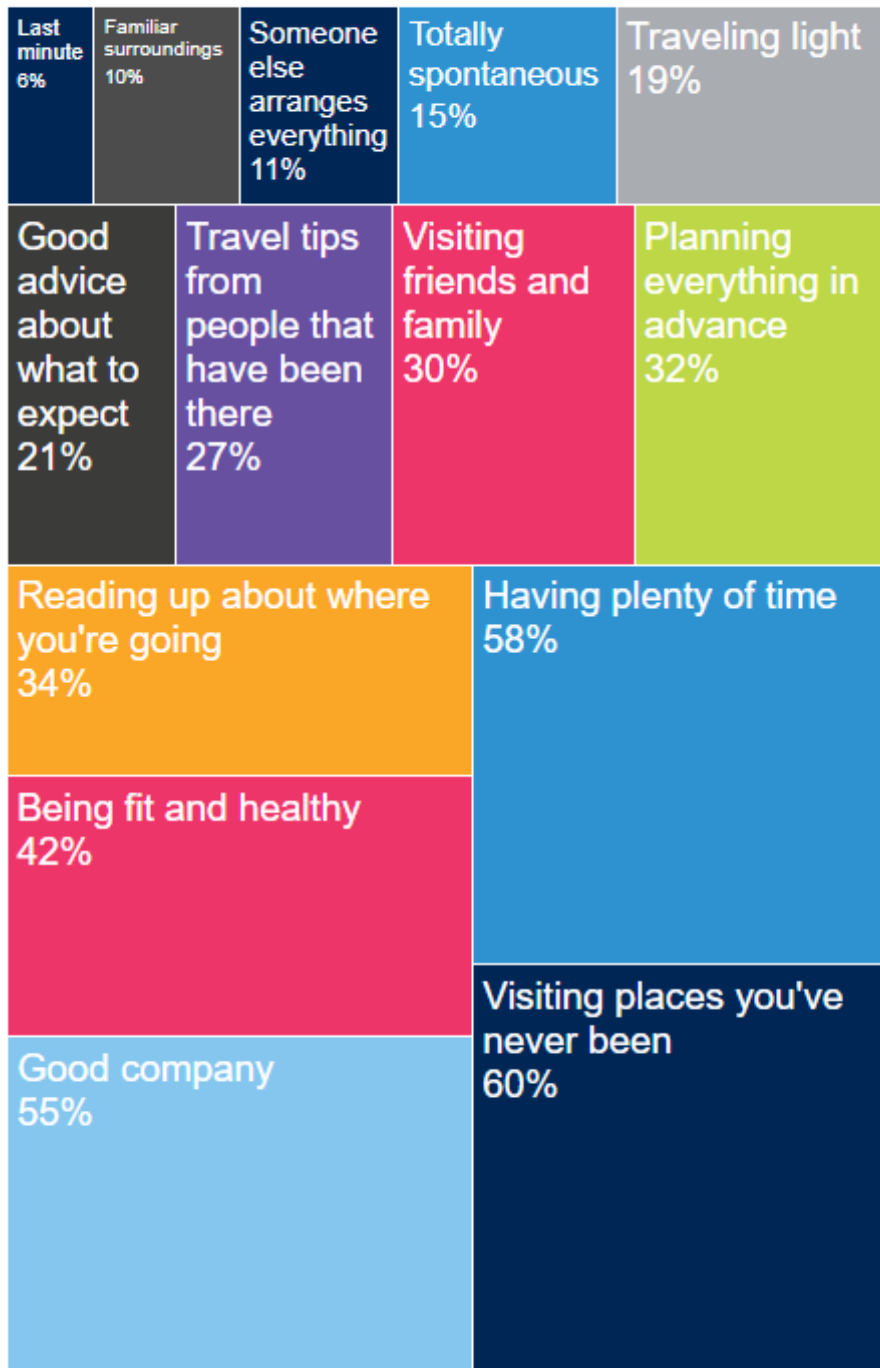 Last
minute
6%
Familiar
surroundings
10%
Someone
else
arranges
everything
11%
Totally
spontaneous
15%
Traveling light
19%
Good
advice
about
what to
expect
21%
Travel tips
from
people that
have been
there
27%
Visiting
friends and
family
30%
Planning
everything in
advance
32%
Reading up about where
you're going
34%
Having plenty of time
58%
Being fit and healthy
42%
Visiting places you've
never been
60%
Good company
55%